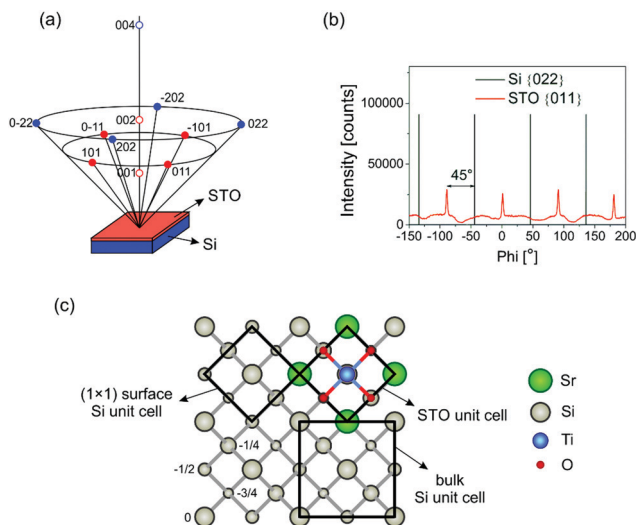 (a)
004
-202
0-22
002
022
0-11
-101
202
101
001
011
STO
Si
(b)
Si {022}
STO {011}
Intensity [counts]
100000
50000
0
45°
-150 -100 -50 0 50 100 150 200
Phi [°]
(c)
(1×1) surface
Si unit cell
STO unit cell
bulk
Si unit cell
-1/4
-1/2
-3/4
0
Sr
Si
Ti
O